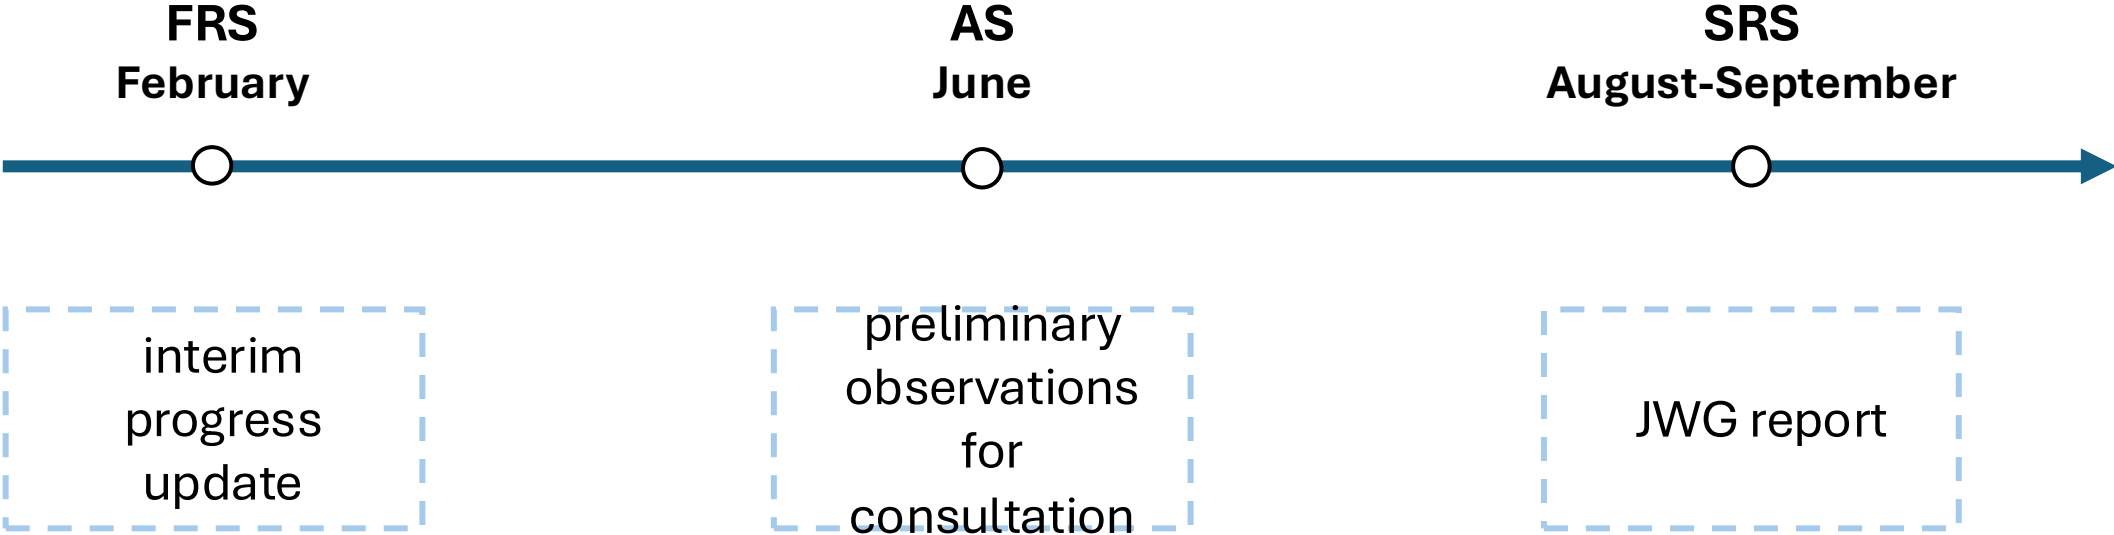 FRS
February
AS
June
SRS
August-September
interim
progress
update
preliminary
observations
for
consultation
JWG report